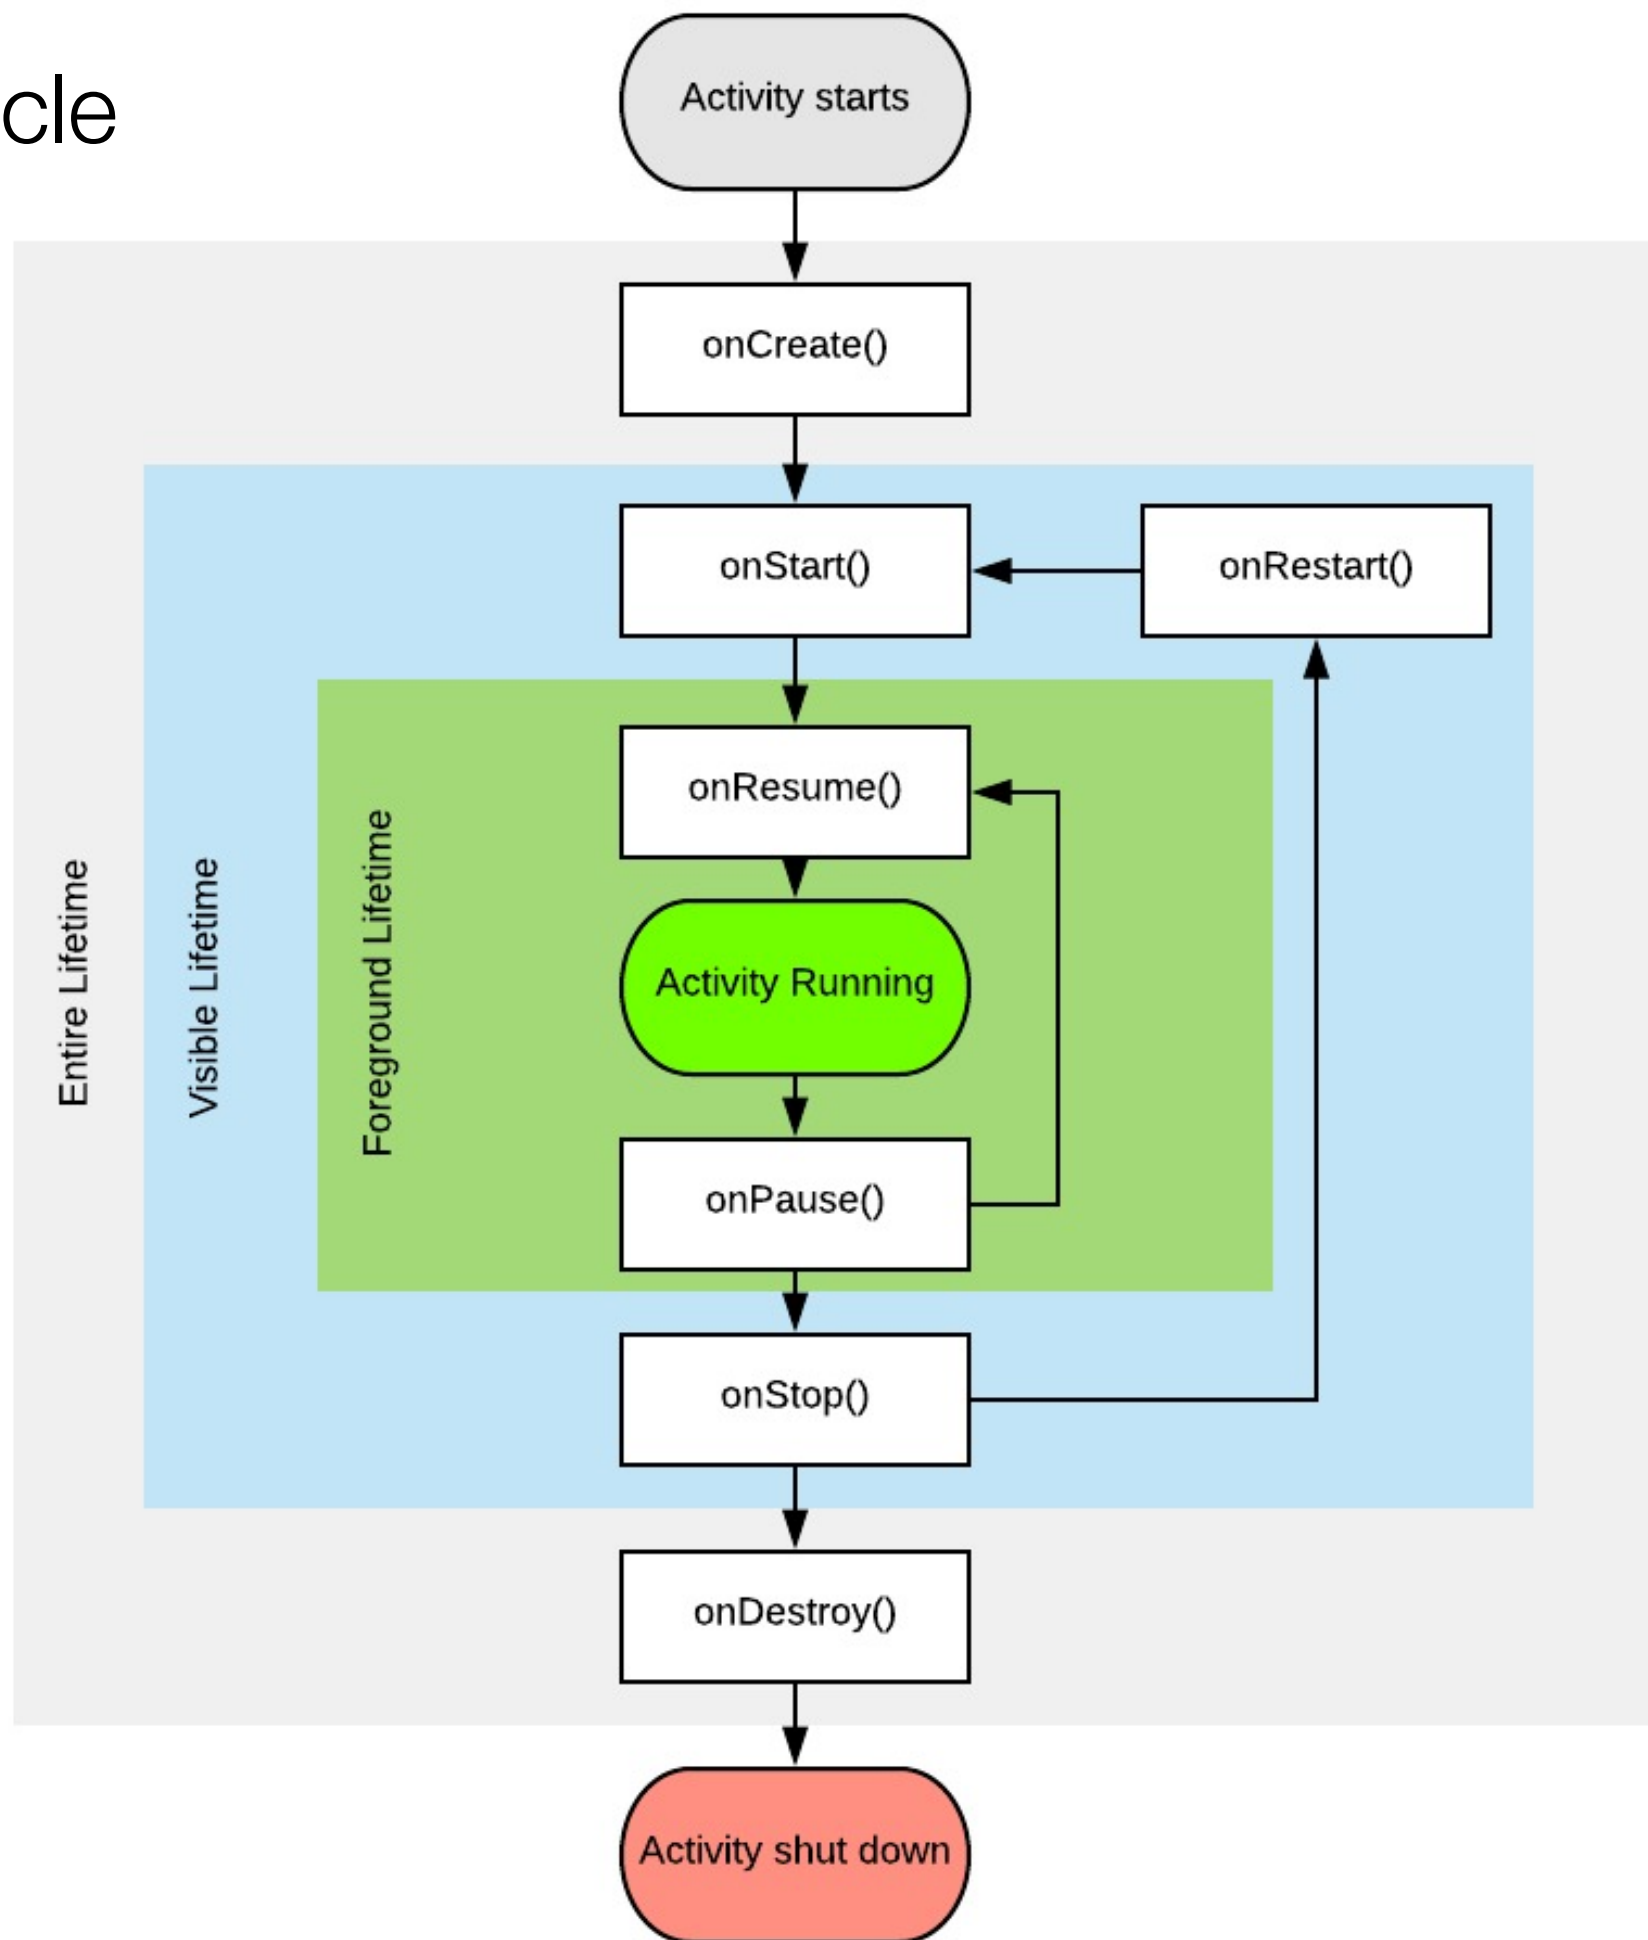 cle
Activity starts
onCreate()
onStart()
onRestart()
onResume()
Activity Running
onPause()
onStop()
onDestroy()
Activity shut down
Entire Lifetime
Visible Lifetime
Foreground Lifetime